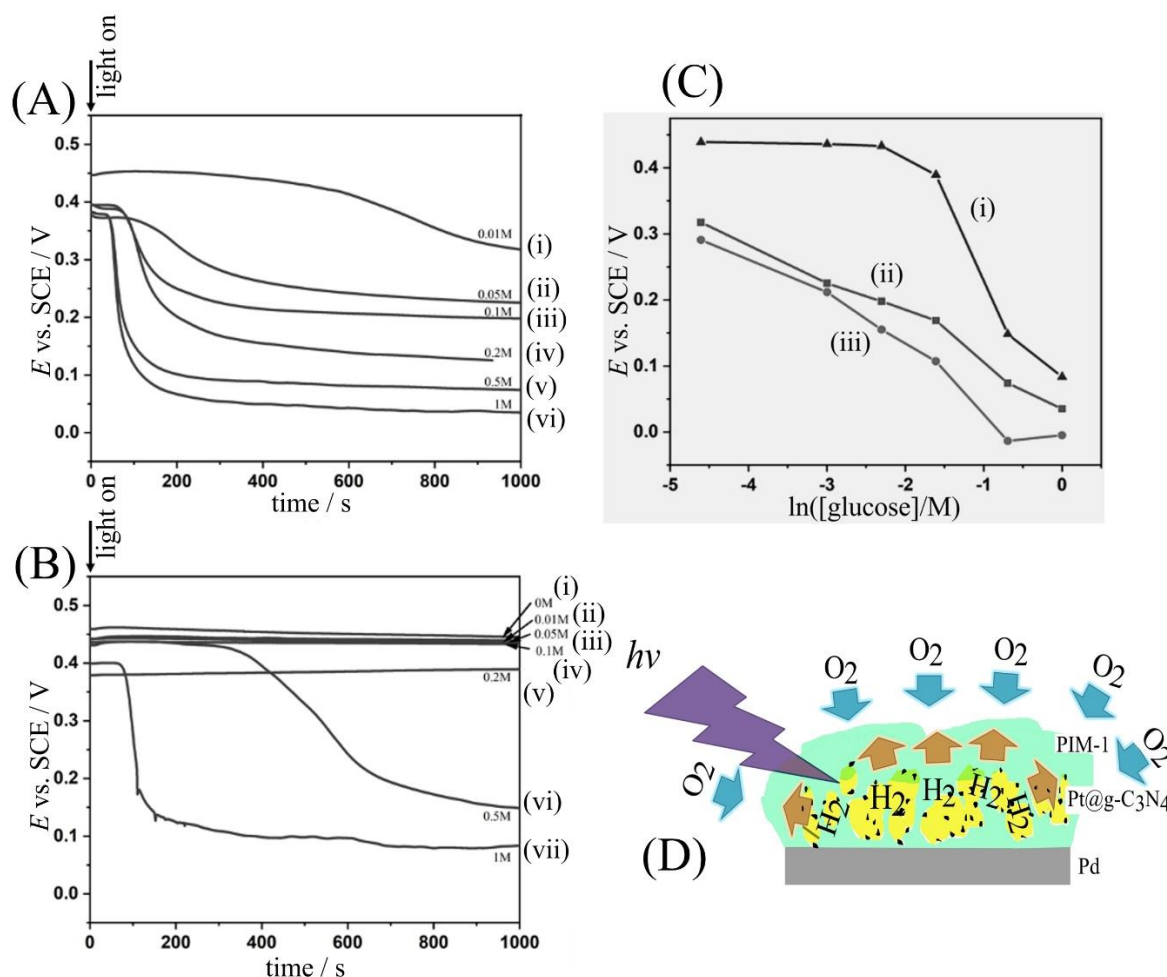 light on
(A)
E vs. SCE / V
0.5
0.4
0.3
0.2
0.1
0.0
0.01M (i)
0.05M (ii)
0.1M (iii)
0.2M (iv)
0.5M (v)
1M (vi)
0 200 400 600 800 1000
time / s
(C)
E vs. SCE / V
0.4
0.3
0.2
0.1
0.0
(i)
(ii)
(iii)
-5 -4 -3 -2 -1 0
ln([glucose]/M)
light on
(B)
E vs. SCE / V
0.5
0.4
0.3
0.4
0.3
0.2
0.1
0.0
0M (i)
0.01M (ii)
0.05M (iii)
0.1M
0.2M (iv)
(v)
(vi)
0.5M
1M (vii)
0 200 400 600 800 1000
time / s
hν
O2 O2 O2 O2 O2 O2
PIM-1
H2 H2 H2 H2 H2
Pt@g-C3N4
Pd
(D)